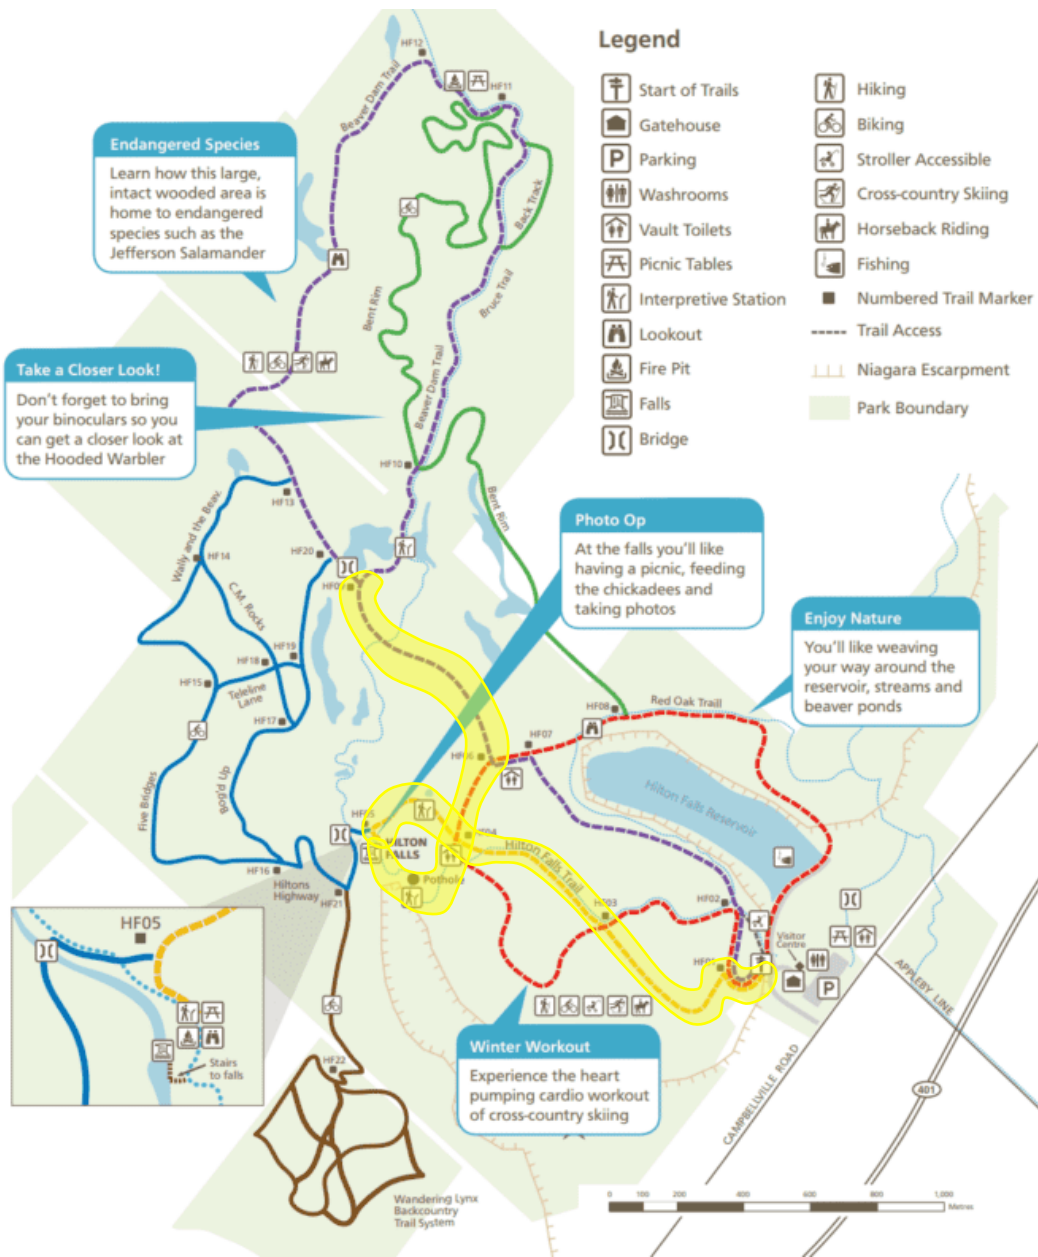 Legend
Start of Trails
Gatehouse
P
Parking
Washrooms
Vault Toilets
Picnic Tables
Interpretive Station
Lookout
Fire Pit
Falls
Bridge
Hiking
Biking
Stroller Accessible
Cross-country Skiing
Horseback Riding
Fishing
Numbered Trail Marker
Trail Access
Niagara Escarpment
Park Boundary
HF12
Beaver Dam Trail
HF11
Endangered Species
Learn how this large,
intact wooded area is
home to endangered
species such as the
Jefferson Salamander
Back Track
Bruce Trail
Bent Rim
Beaver Dam Trail
Take a Closer Look!
Don't forget to bring
your binoculars so you
can get a closer look at
the Hooded Warbler
HF10
HF13
Wally and the Beav.
Bent Rim
Photo Op
At the falls you'll like
having a picnic, feeding
the chickadees and
taking photos
HF14
HF20
HF09
C.M. Rocks
Enjoy Nature
You'll like weaving
your way around the
reservoir, streams and
beaver ponds
HF19
HF18
HF15
Teleline
Lane
HF17
HF08
Red Oak Traill
HF07
HF06
Five Bridges
Bog'd Up
Hilton Falls Reservoir
HF05
HF04
HILTON
FALLS
Hilton Falls Trail
Pothole
HF16
Hiltons
Highway
HF21
HF03
HF02
HF05
Visitor
Centre
P
APPLEBY LINE
Stairs
to falls
HF22
Winter Workout
Experience the heart
pumping cardio workout
of cross-country skiing
CAMPBELLVILLE ROAD
401
Wandering Lynx
Backcountry
Trail System
0 100 200 400 600 800 1,000
Metres